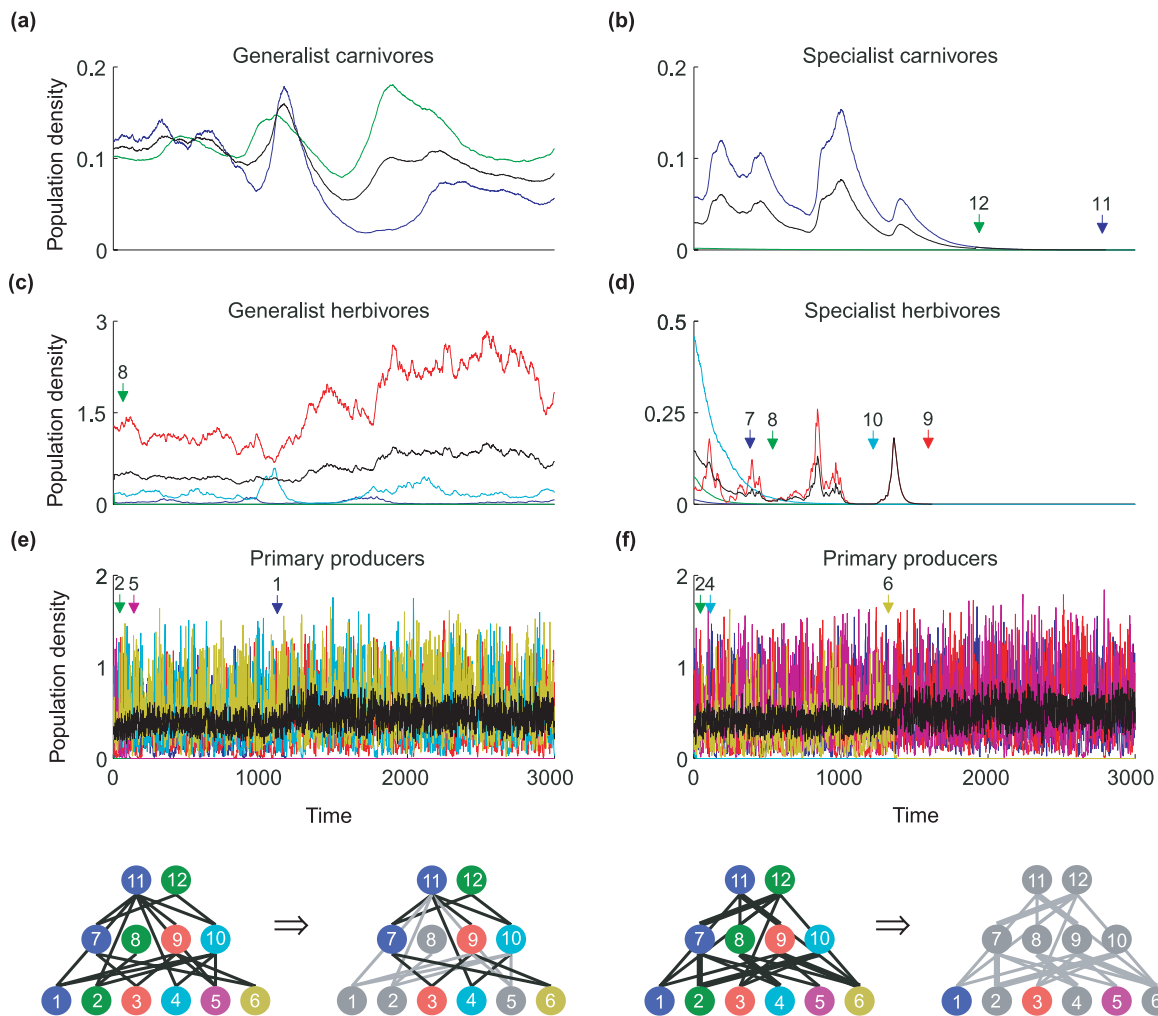 (a)
Generalist carnivores
0.2
0.1
0
Population density
(b)
Specialist carnivores
0.2
0.1
0
12
11
(c)
Generalist herbivores
3
1.5
0
Population density
8
(d)
Specialist herbivores
0.5
0.25
0
7 8 10 9
(e)
Primary producers
2
1
0
Population density
2 5 1
0 1000 2000 3000
Time
(f)
Primary producers
2
1
0
24 6
0 1000 2000 3000
Time
11 12
7 8 9 10
1 2 3 4 5 6
⇒
11 12
7 8 9 10
1 2 3 4 5 6
11 12
7 8 9 10
1 2 3 4 5 6
⇒
11 12
7 8 9 10
1 2 3 4 5 6